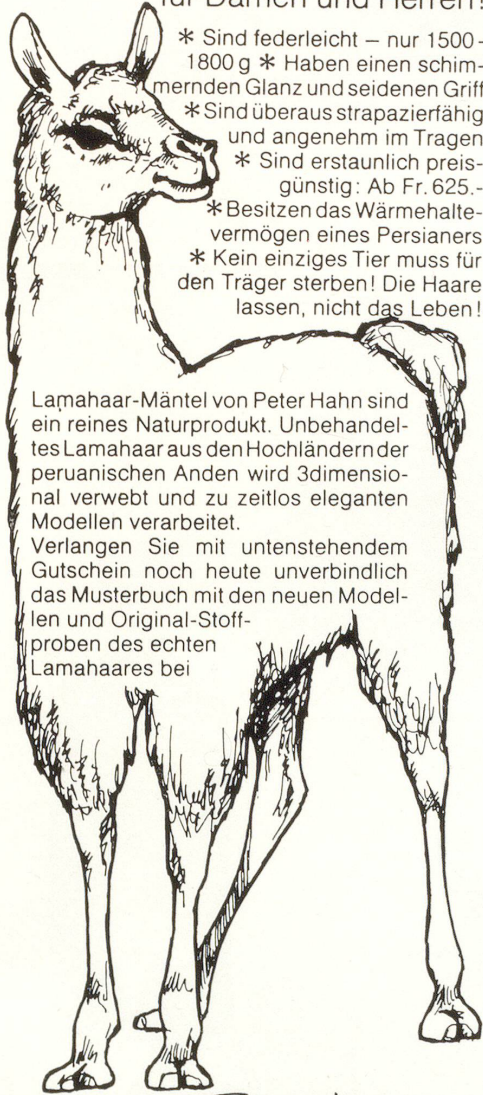 für Damen und Herren!
* Sind federleicht – nur 1500-
1800 g * Haben einen schim-
mernden Glanz und seidenen Griff
* Sind überaus strapazierfähig
und angenehm im Tragen
* Sind erstaunlich preis-
günstig: Ab Fr. 625.-
* Besitzen das Wärmehalte-
vermögen eines Persianers
* Kein einziges Tier muss für
den Träger sterben! Die Haare
lassen, nicht das Leben!
Lamahaar-Mäntel von Peter Hahn sind
ein reines Naturprodukt. Unbehandel-
tes Lamahaar aus den Hochländern der
peruanischen Anden wird 3dimensio-
nal verwebt und zu zeitlos eleganten
Modellen verarbeitet.
Verlangen Sie mit untenstehendem
Gutschein noch heute unverbindlich
das Musterbuch mit den neuen Model-
len und Original-Stoff-
proben des echten
Lamahaares bei